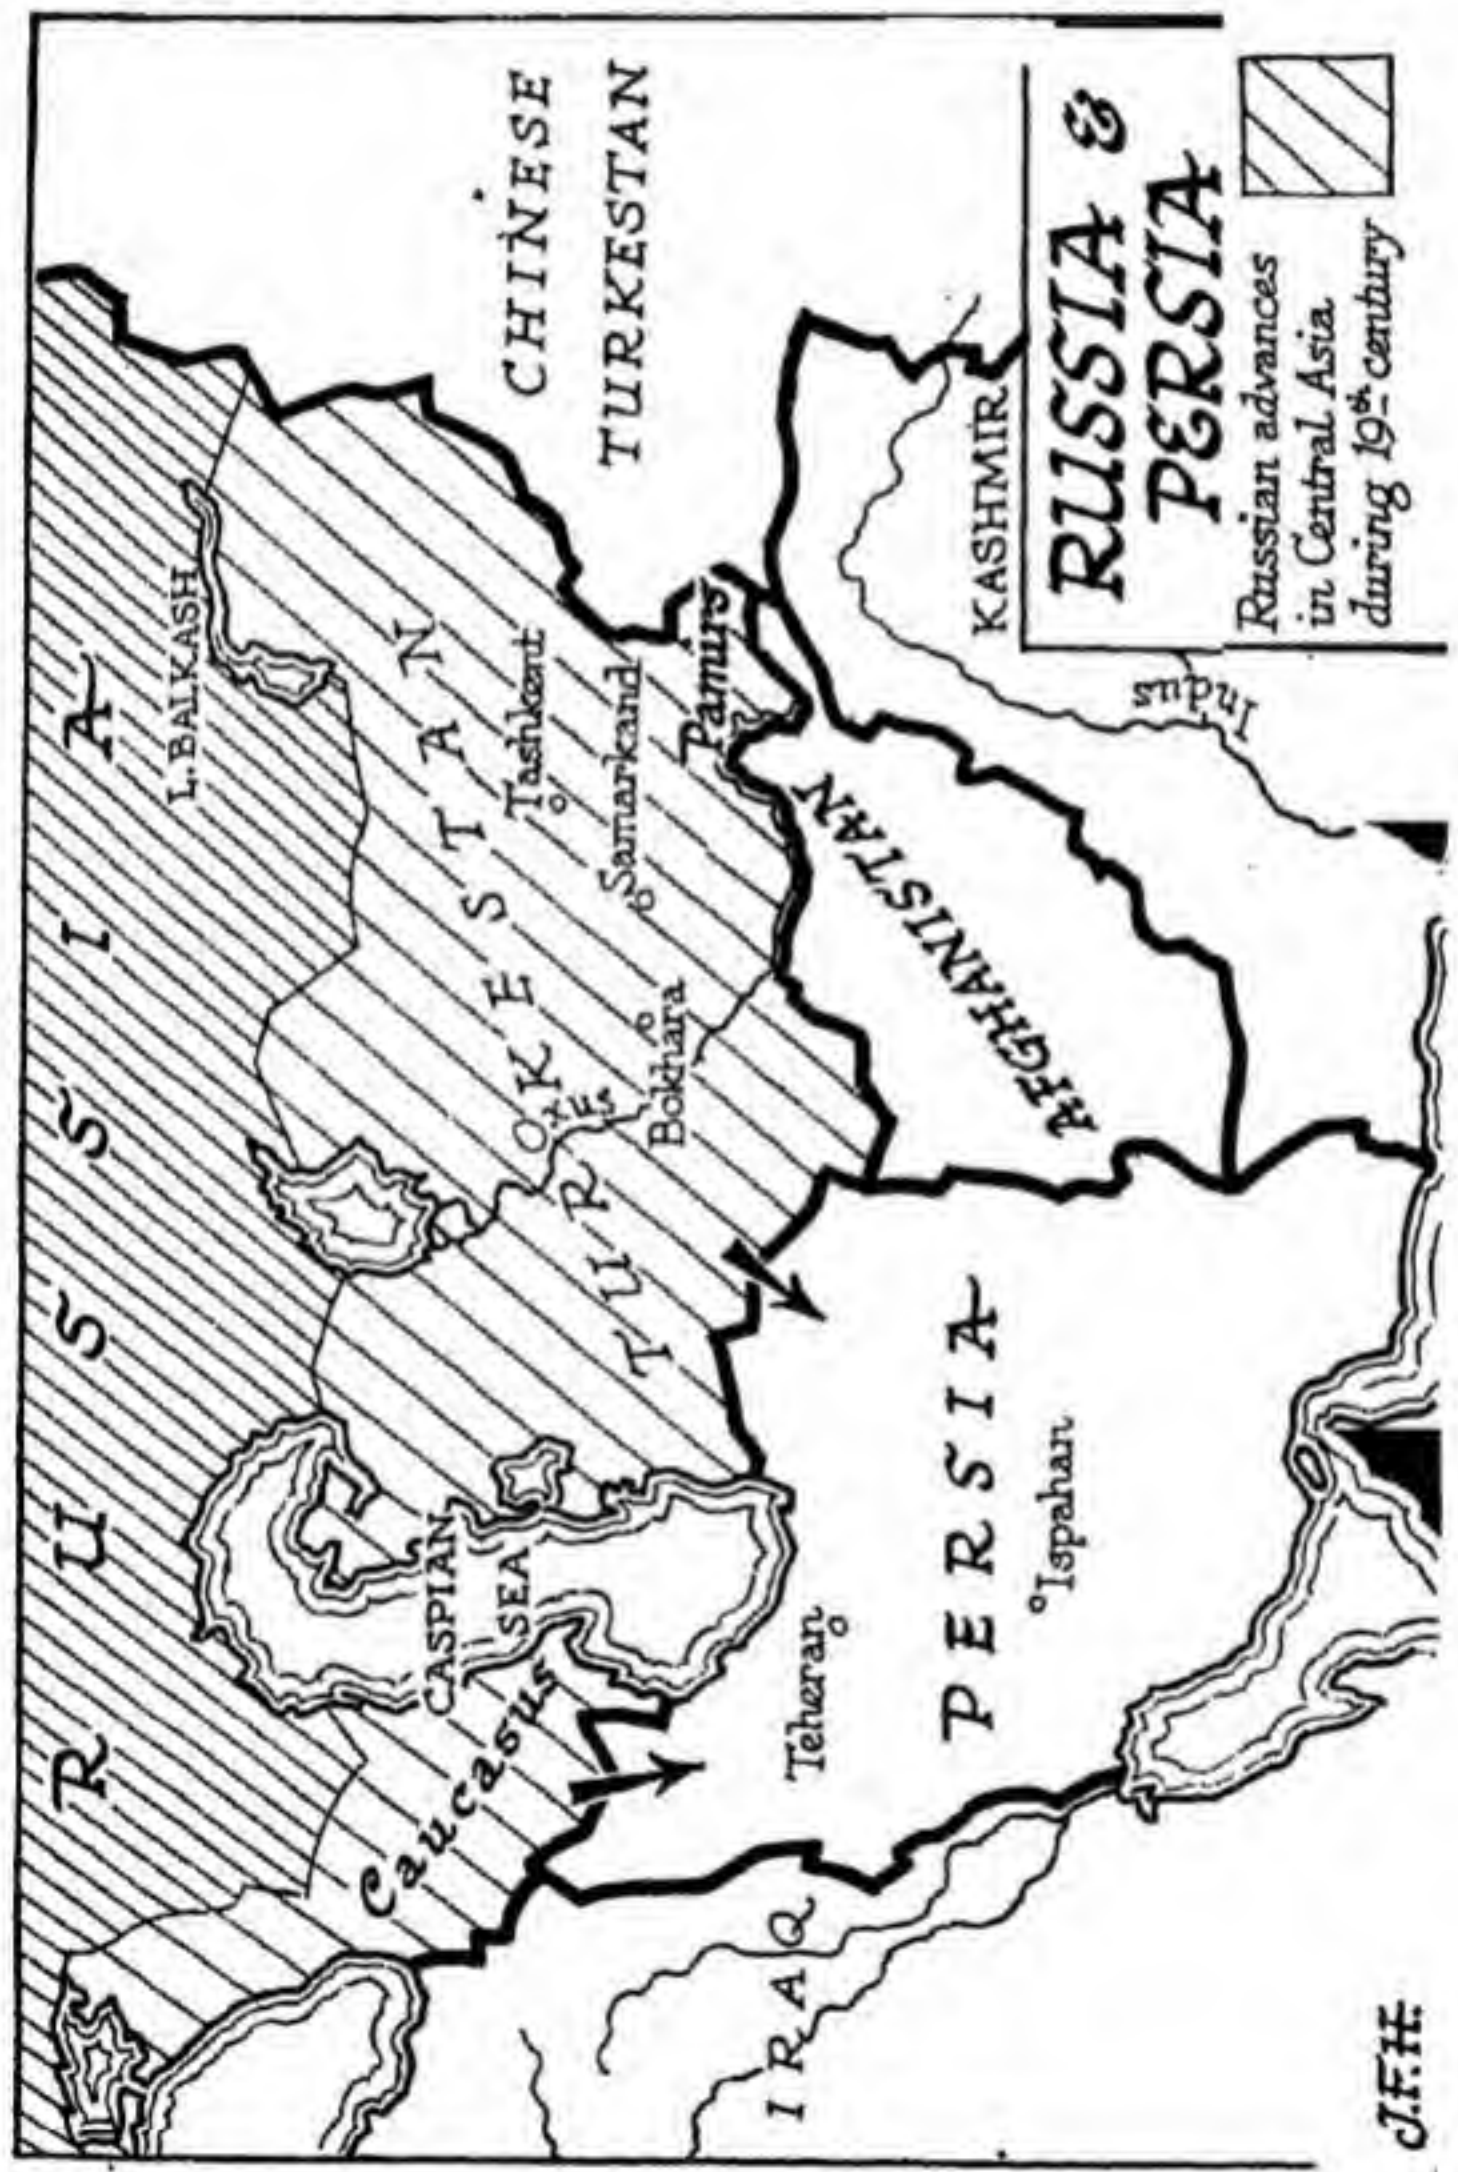 RUSSIA &
PERSIA
Russian advances
in Central Asia
during 19th century
RUSSIA
L. BALKASH
CHINESE
TURKESTAN
TURKESTAN
Tashkent
Samarkand
Bokhara
Oxus
Pamirs
CASPIAN
SEA
Caucasus
AFGHANISTAN
KASHMIR
Indus
PERSIA
Teheran
Ispahan
IRAQ
J.F.H.